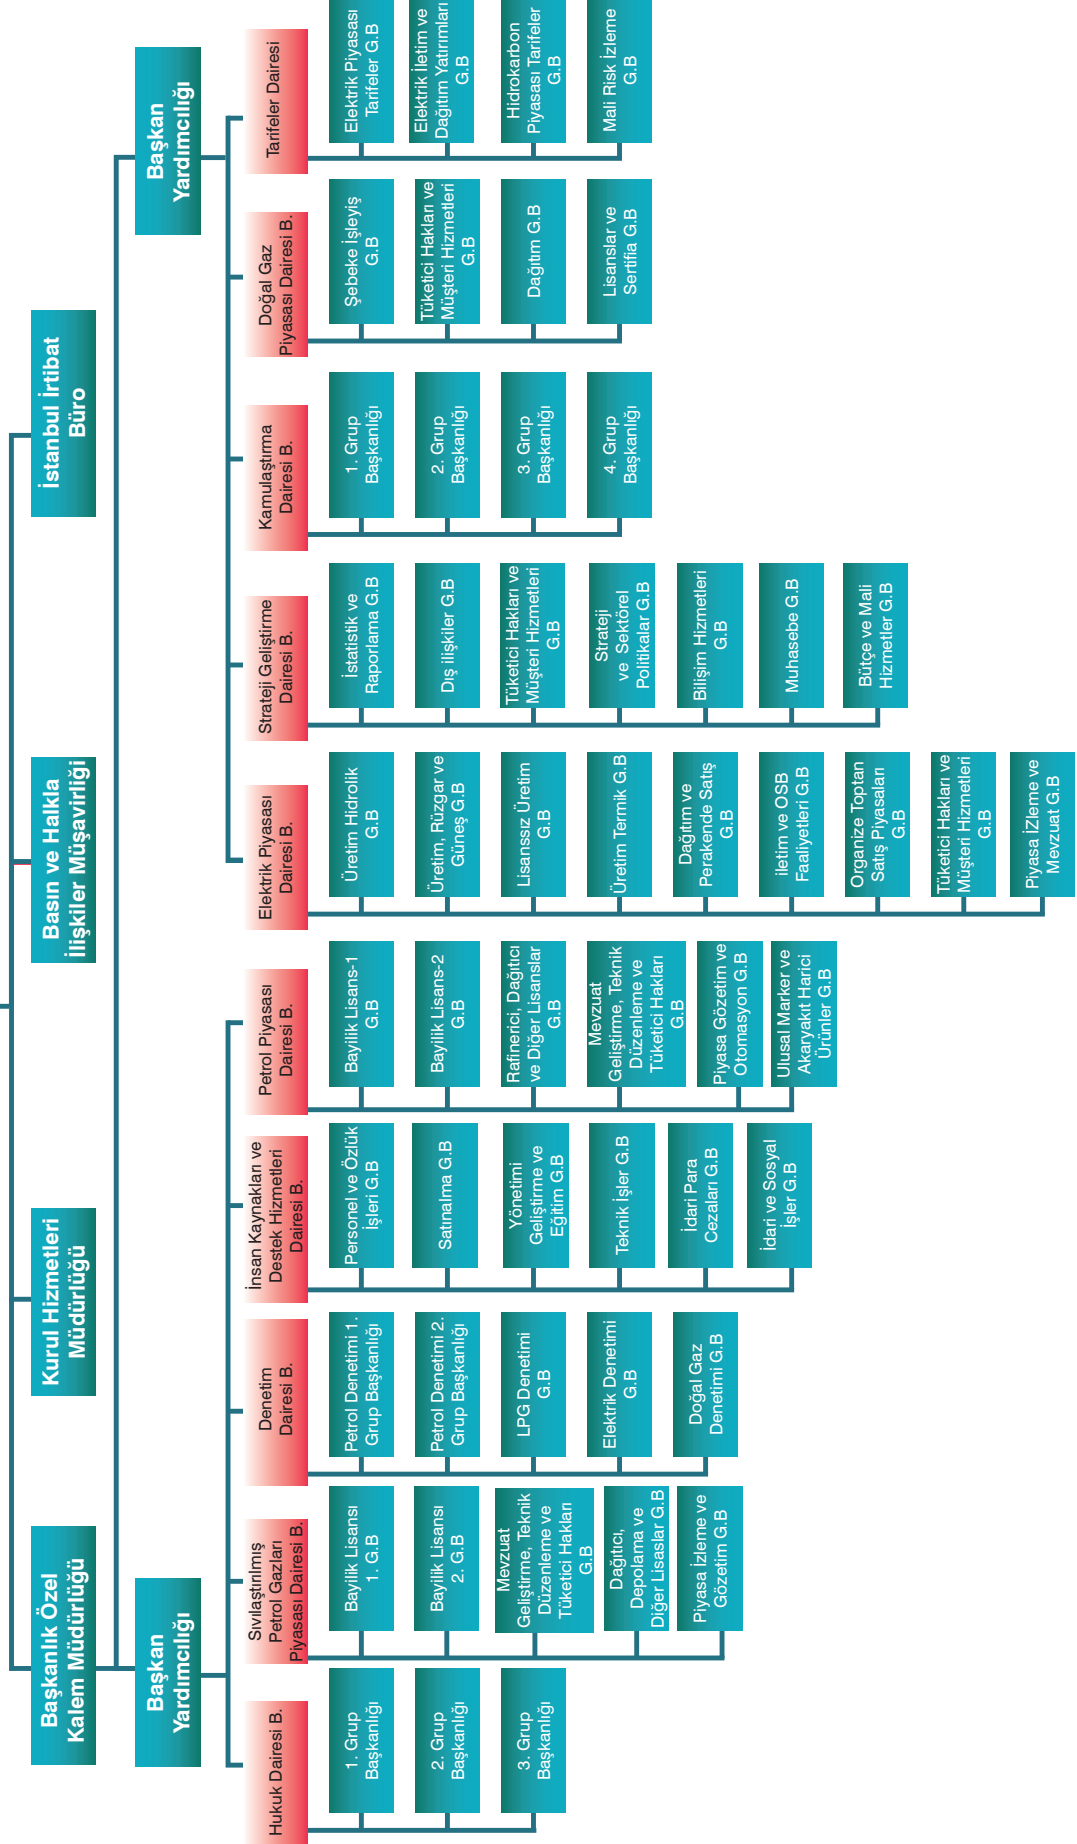 Başkanlık Özel
Kalem Müdürlüğü
Kurul Hizmetleri
Müdürlüğü
Basın ve Halkla
İlişkiler Müşavirliği
İstanbul İrtibat
Büro
Başkan
Yardımcılığı
Başkan
Yardımcılığı
Hukuk Dairesi B.
1. Grup
Başkanlığı
2. Grup
Başkanlığı
3. Grup
Başkanlığı
Sıvılaştırılmış
Petrol Gazları
Piyasası Dairesi B.
Bayilik Lisansı
1. G.B
Bayilik Lisansı
2. G.B
Mevzuat
Geliştirme, Teknik
Düzenleme ve
Tüketici Hakları
G.B
Dağıtıcı,
Depolama ve
Diğer Lisaslar G.B
Piyasa İzleme ve
Gözetim G.B
Denetim
Dairesi B.
Petrol Denetimi 1.
Grup Başkanlığı
Petrol Denetimi 2.
Grup Başkanlığı
LPG Denetimi
G.B
Elektrik Denetimi
G.B
Doğal Gaz
Denetimi G.B
İnsan Kaynakları ve
Destek Hizmetleri
Dairesi B.
Personel ve Özlük
İşleri G.B
Satınalma G.B
Yönetimi
Geliştirme ve
Eğitim G.B
Teknik İşler G.B
İdari Para
Cezaları G.B
İdari ve Sosyal
İşler G.B
Petrol Piyasası
Dairesi B.
Bayilik Lisans-1
G.B
Bayilik Lisans-2
G.B
Rafinerici, Dağıtıcı
ve Diğer Lisanslar
G.B
Mevzuat
Geliştirme, Teknik
Düzenleme ve
Tüketici Hakları
G.B
Piyasa Gözetim ve
Otomasyon G.B
Ulusal Marker ve
Akaryakıt Harici
Ürünler G.B
Elektrik Piyasası
Dairesi B.
Üretim Hidrolik
G.B
Üretim, Rüzgar ve
Güneş G.B
Lisanssız Üretim
G.B
Üretim Termik G.B
Dağıtım ve
Perakende Satış
G.B
iletim ve OSB
Faaliyetleri G.B
Organize Toptan
Satış Piyasaları
G.B
Tüketici Hakları ve
Müşteri Hizmetleri
G.B
Piyasa İZleme ve
Mevzuat G.B
Strateji Geliştirme
Dairesi B.
İstatistik ve
Raporlama G.B
Dış ilişkiler G.B
Tüketici Hakları ve
Müşteri Hizmetleri
G.B
Strateji
ve Sektörel
Politikalar G.B
Bilişim Hizmetleri
G.B
Muhasebe G.B
Bütçe ve Mali
Hizmetler G.B
Kamulaştırma
Dairesi B.
1. Grup
Başkanlığı
2. Grup
Başkanlığı
3. Grup
Başkanlığı
4. Grup
Başkanlığı
Doğal Gaz
Piyasası Dairesi B.
Şebeke İşleyiş
G.B
Tüketici Hakları ve
Müşteri Hizmetleri
G.B
Dağıtım G.B
Lisanslar ve
Sertifia G.B
Tarifeler Dairesi
Elektrik Piyasası
Tarifeler G.B
Elektrik İletim ve
Dağıtım Yatırımları
G.B
Hidrokarbon
Piyasası Tarifeler
G.B
Mali Risk İzleme
G.B